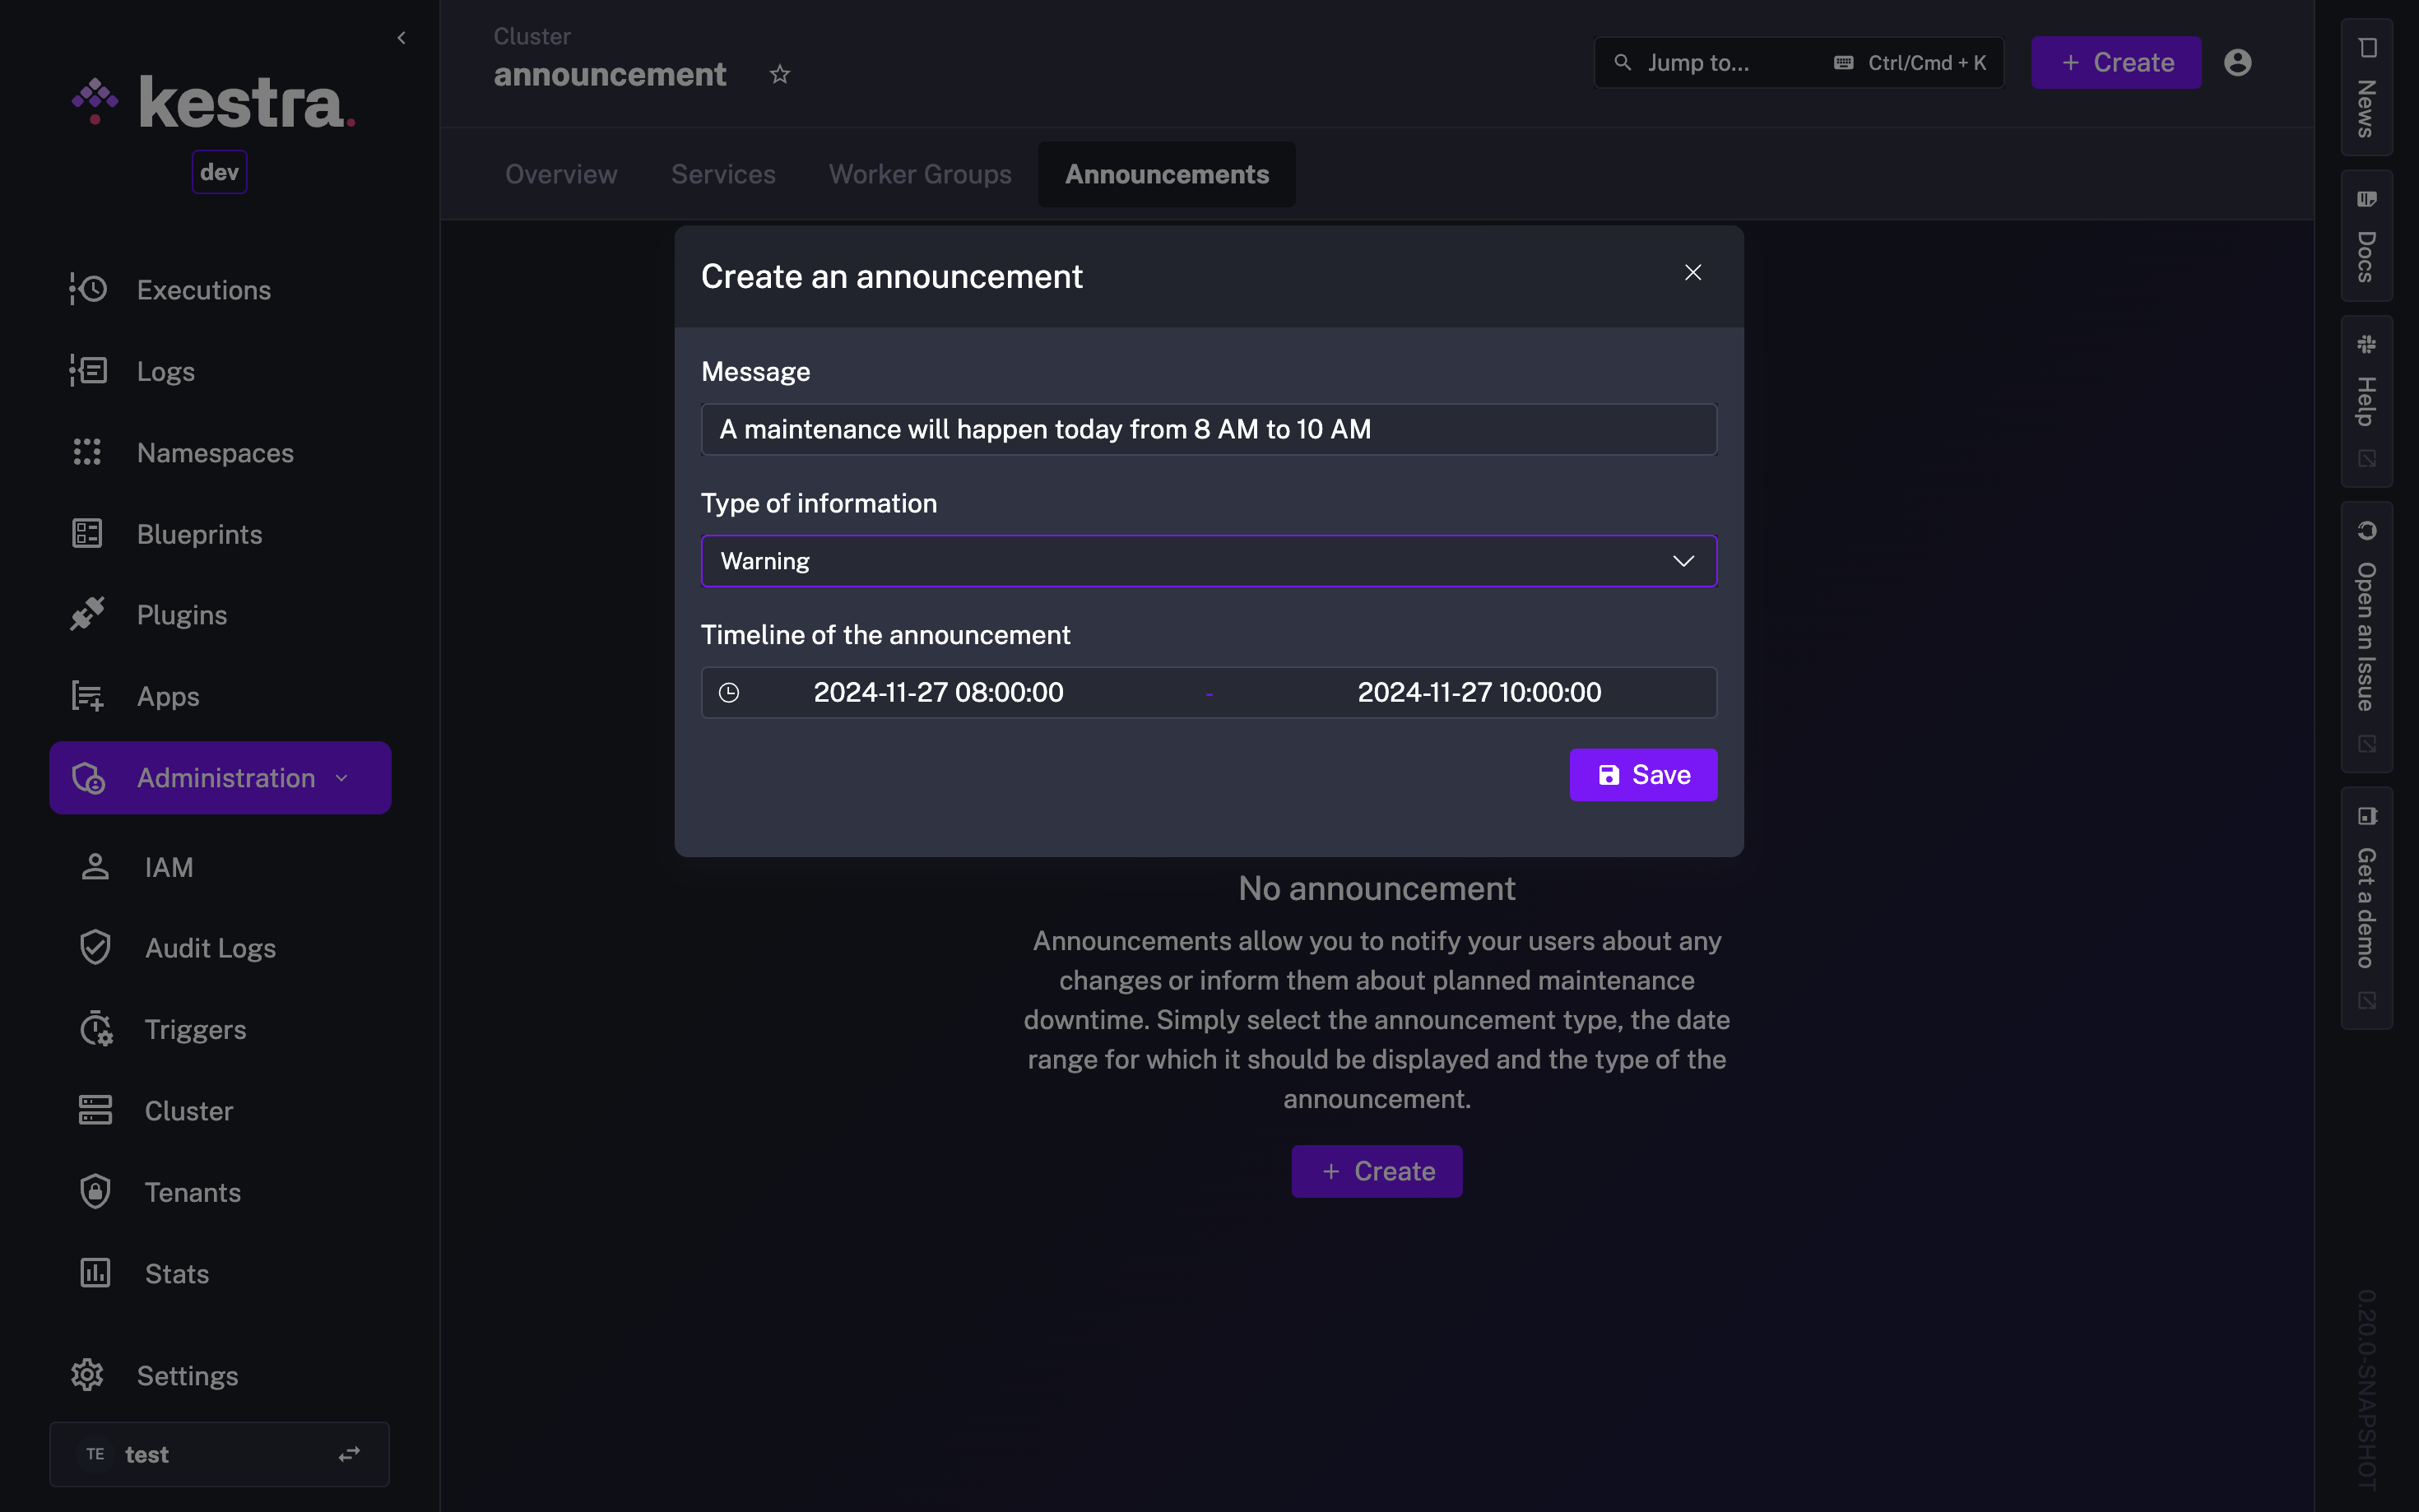 kestra.
dev
Executions
Logs
Namespaces
Blueprints
Plugins
Apps
Administration
IAM
Audit Logs
Triggers
Cluster
Tenants
Stats
Settings
TE test
Cluster
announcement
Jump to...
Ctrl/Cmd + K
+ Create
Overview
Services
Worker Groups
Announcements
Create an announcement
Message
A maintenance will happen today from 8 AM to 10 AM
Type of information
Warning
Timeline of the announcement
2024-11-27 08:00:00 - 2024-11-27 10:00:00
Save
No announcement
Announcements allow you to notify your users about any
changes or inform them about planned maintenance
downtime. Simply select the announcement type, the date
range for which it should be displayed and the type of the
announcement.
+ Create
News
Docs
Help
Open an Issue
Get a demo
0.20.0-SNAPSHOT